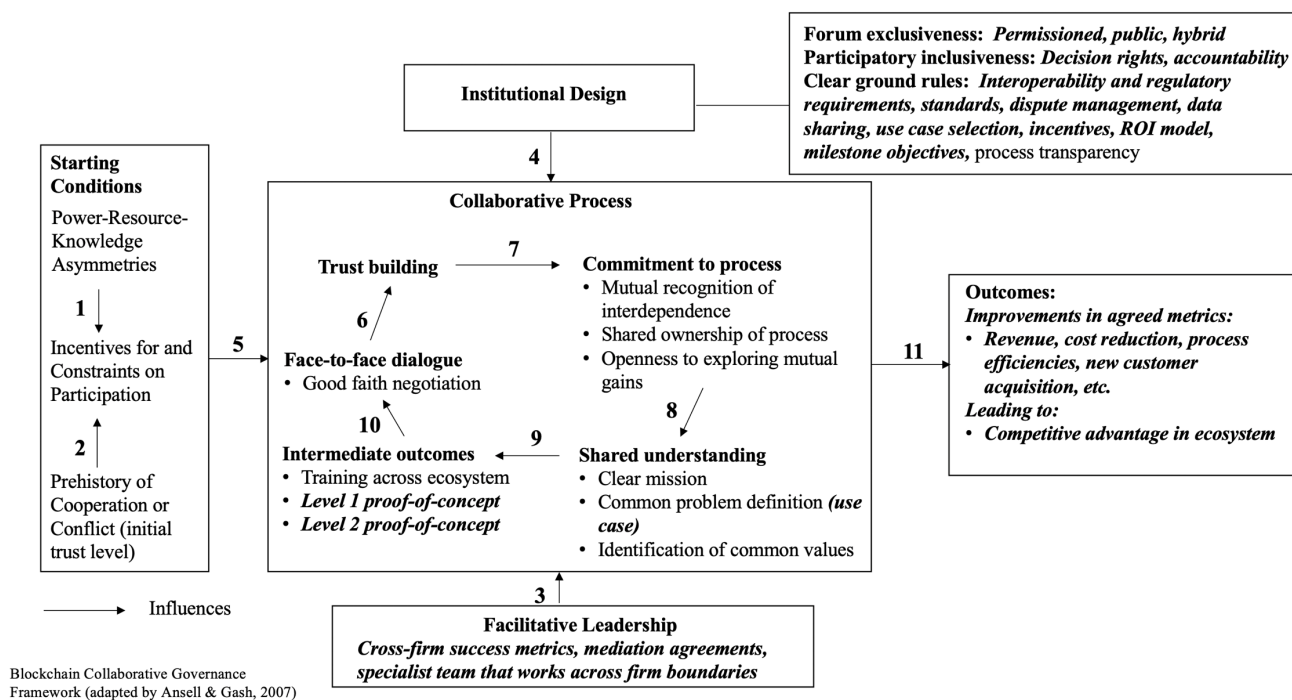 Forum exclusiveness: Permissioned, public, hybrid
Participatory inclusiveness: Decision rights, accountability
Clear ground rules: Interoperability and regulatory
requirements, standards, dispute management, data
sharing, use case selection, incentives, ROI model,
milestone objectives, process transparency
Institutional Design
4
Starting
Conditions
Power-Resource-
Knowledge
Asymmetries
1
Incentives for and
Constraints on
Participation
2
Prehistory of
Cooperation or
Conflict (initial
trust level)
5
Collaborative Process
Trust building
7
Commitment to process
• Mutual recognition of
interdependence
• Shared ownership of process
• Openness to exploring mutual
gains
6
Face-to-face dialogue
• Good faith negotiation
8
10
9
Intermediate outcomes
• Training across ecosystem
• Level 1 proof-of-concept
• Level 2 proof-of-concept
Shared understanding
• Clear mission
• Common problem definition (use
case)
• Identification of common values
11
Outcomes:
Improvements in agreed metrics:
• Revenue, cost reduction, process
efficiencies, new customer
acquisition, etc.
Leading to:
• Competitive advantage in ecosystem
3
Facilitative Leadership
Cross-firm success metrics, mediation agreements,
specialist team that works across firm boundaries
Influences
Blockchain Collaborative Governance
Framework (adapted by Ansell & Gash, 2007)